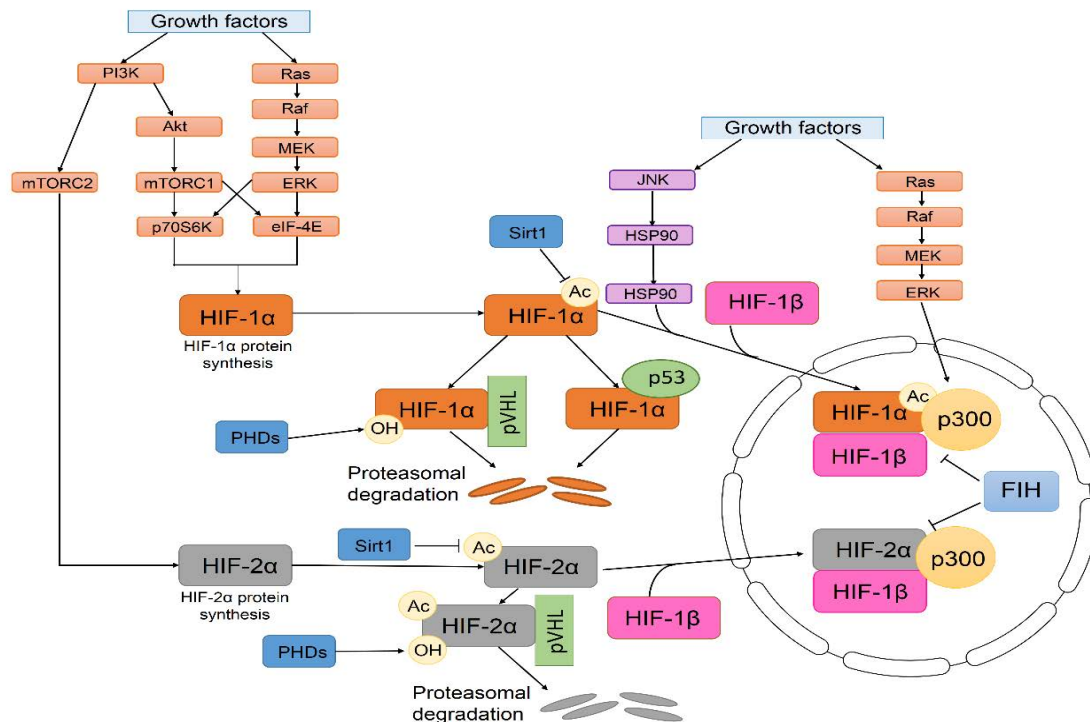 Growth factors
PI3K
Ras
Akt
Raf
MEK
mTORC2
mTORC1
ERK
p70S6K
eIF-4E
Growth factors
JNK
Ras
HSP90
Raf
MEK
HSP90
ERK
Sirt1
Ac
HIF-1β
HIF-1α
HIF-1α protein
synthesis
HIF-1α
HIF-1α
pVHL
OH
PHDs
p53
HIF-1α
Proteasomal
degradation
Ac
HIF-1α
p300
HIF-1β
FIH
HIF-2α
p300
HIF-1β
Sirt1
Ac
HIF-2α
HIF-2α protein
synthesis
HIF-2α
HIF-1β
Ac
HIF-2α
pVHL
OH
PHDs
Proteasomal
degradation